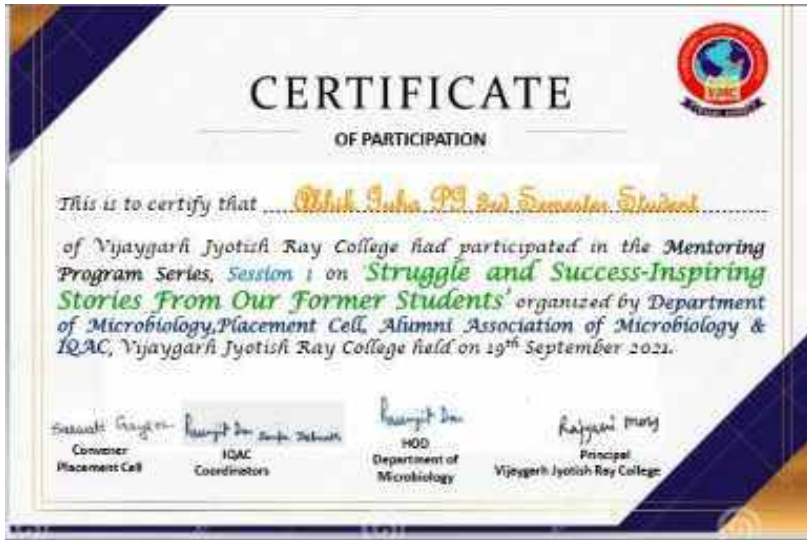 CERTIFICATE
OF PARTICIPATION
This is to certify that Abhik Guha PG 3rd Semester Student
of Vijaygarh Jyotish Ray College had participated in the Mentoring
Program Series, Session 1 on 'Struggle and Success-Inspiring
Stories From Our Former Students' organized by Department
of Microbiology,Placement Cell, Alumni Association of Microbiology &
IQAC, Vijaygarh Jyotish Ray College held on 19th September 2021.
Convener
Placement Cell
IQAC
Coordinators
HOD
Department of
Microbiology
Principal
Vijaygarh Jyotish Ray College